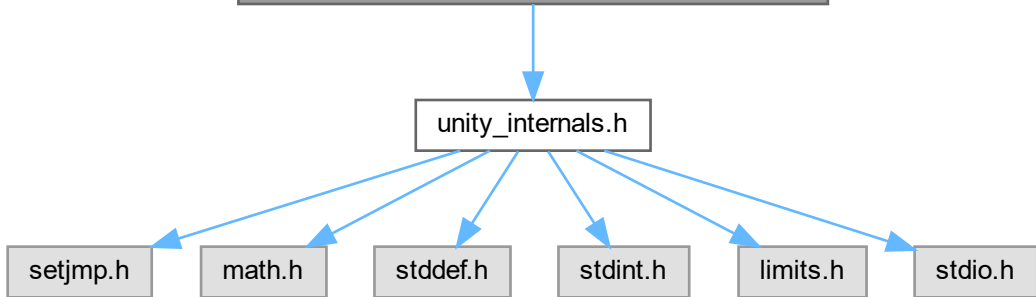 unity_internals.h
setjmp.h
math.h
stddef.h
stdint.h
limits.h
stdio.h